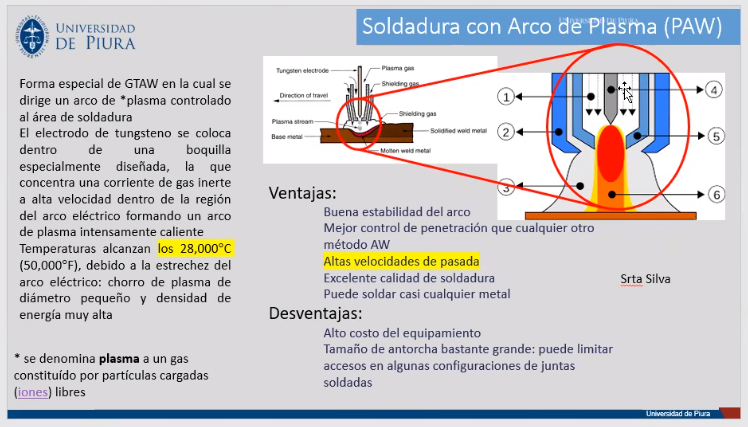 UNIVERSIDAD
DE PIURA
Soldadura con Arco de Plasma (PAW)
UNIVERSIDAD DE PIURA
Forma especial de GTAW en la cual se
dirige un arco de *plasma controlado
al área de soldadura
El electrodo de tungsteno se coloca
dentro de una boquilla
especialmente diseñada, la que
concentra una corriente de gas inerte
a alta velocidad dentro de la región
del arco eléctrico formando un arco
de plasma intensamente caliente
Temperaturas alcanzan los 28,000°C
(50,000°F), debido a la estrechez del
arco eléctrico: chorro de plasma de
diámetro pequeño y densidad de
energía muy alta
* se denomina plasma a un gas
constituído por partículas cargadas
(iones) libres
Tungsten electrode
Plasma gas
Shielding gas
Direction of travel
Shielding gas
Plasma stream
Base metal
Solidified weld metal
Molten weld metal
1
2
3
4
5
6
Ventajas:
Buena estabilidad del arco
Mejor control de penetración que cualquier otro
método AW
Altas velocidades de pasada
Excelente calidad de soldadura
Puede soldar casi cualquier metal
Srta Silva
Desventajas:
Alto costo del equipamiento
Tamaño de antorcha bastante grande: puede limitar
accesos en algunas configuraciones de juntas
soldadas
Universidad de Piura